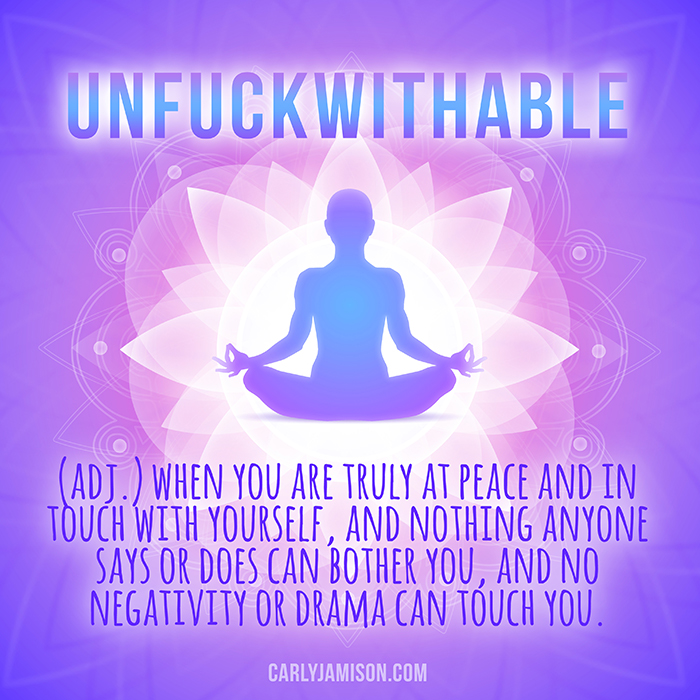 UNFUCKWITHABLE
(ADJ.) WHEN YOU ARE TRULY AT PEACE AND IN
TOUCH WITH YOURSELF, AND NOTHING ANYONE
SAYS OR DOES CAN BOTHER YOU, AND NO
NEGATIVITY OR DRAMA CAN TOUCH YOU.
CARLYJAMISON.COM